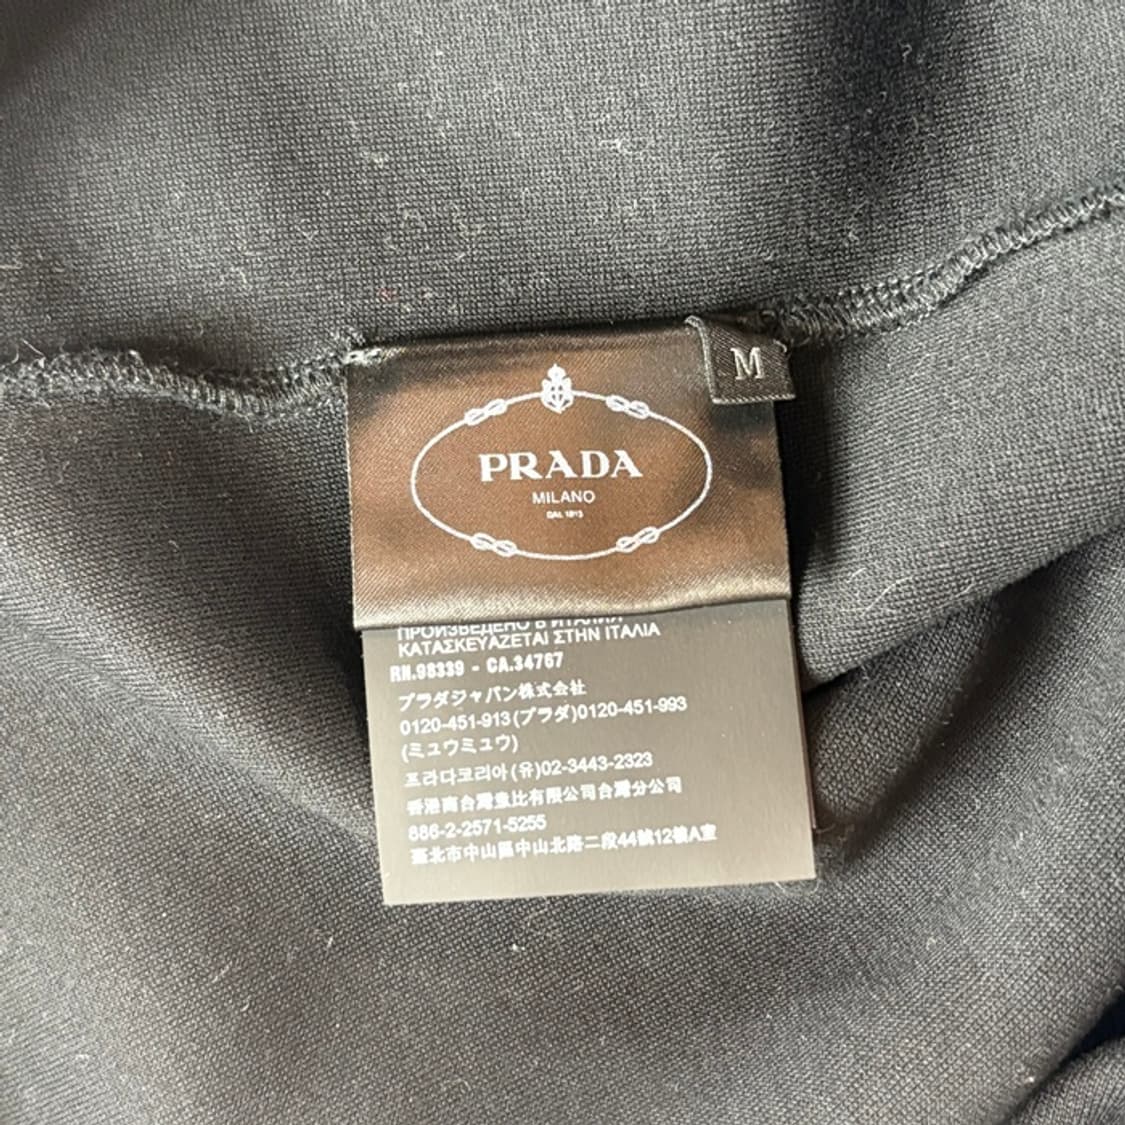 M
PRADA
MILANO
DAL 1913
ПРОИЗВЕДЕНО В ИТАЛИИ
ΚΑΤΑΣΚΕΥΑΖΕΤΑΙ ΣΤΗΝ ΙΤΑΛΙΑ
RN.98339 - CA.34767
プラダジャパン株式会社
0120-451-913(プラダ)0120-451-993
(ミュウミュウ)
프라다코리아(유)02-3443-2323
香港商台灣壹比有限公司台灣分公司
886-2-2571-5255
臺北市中山區中山北路二段44號12樓A室